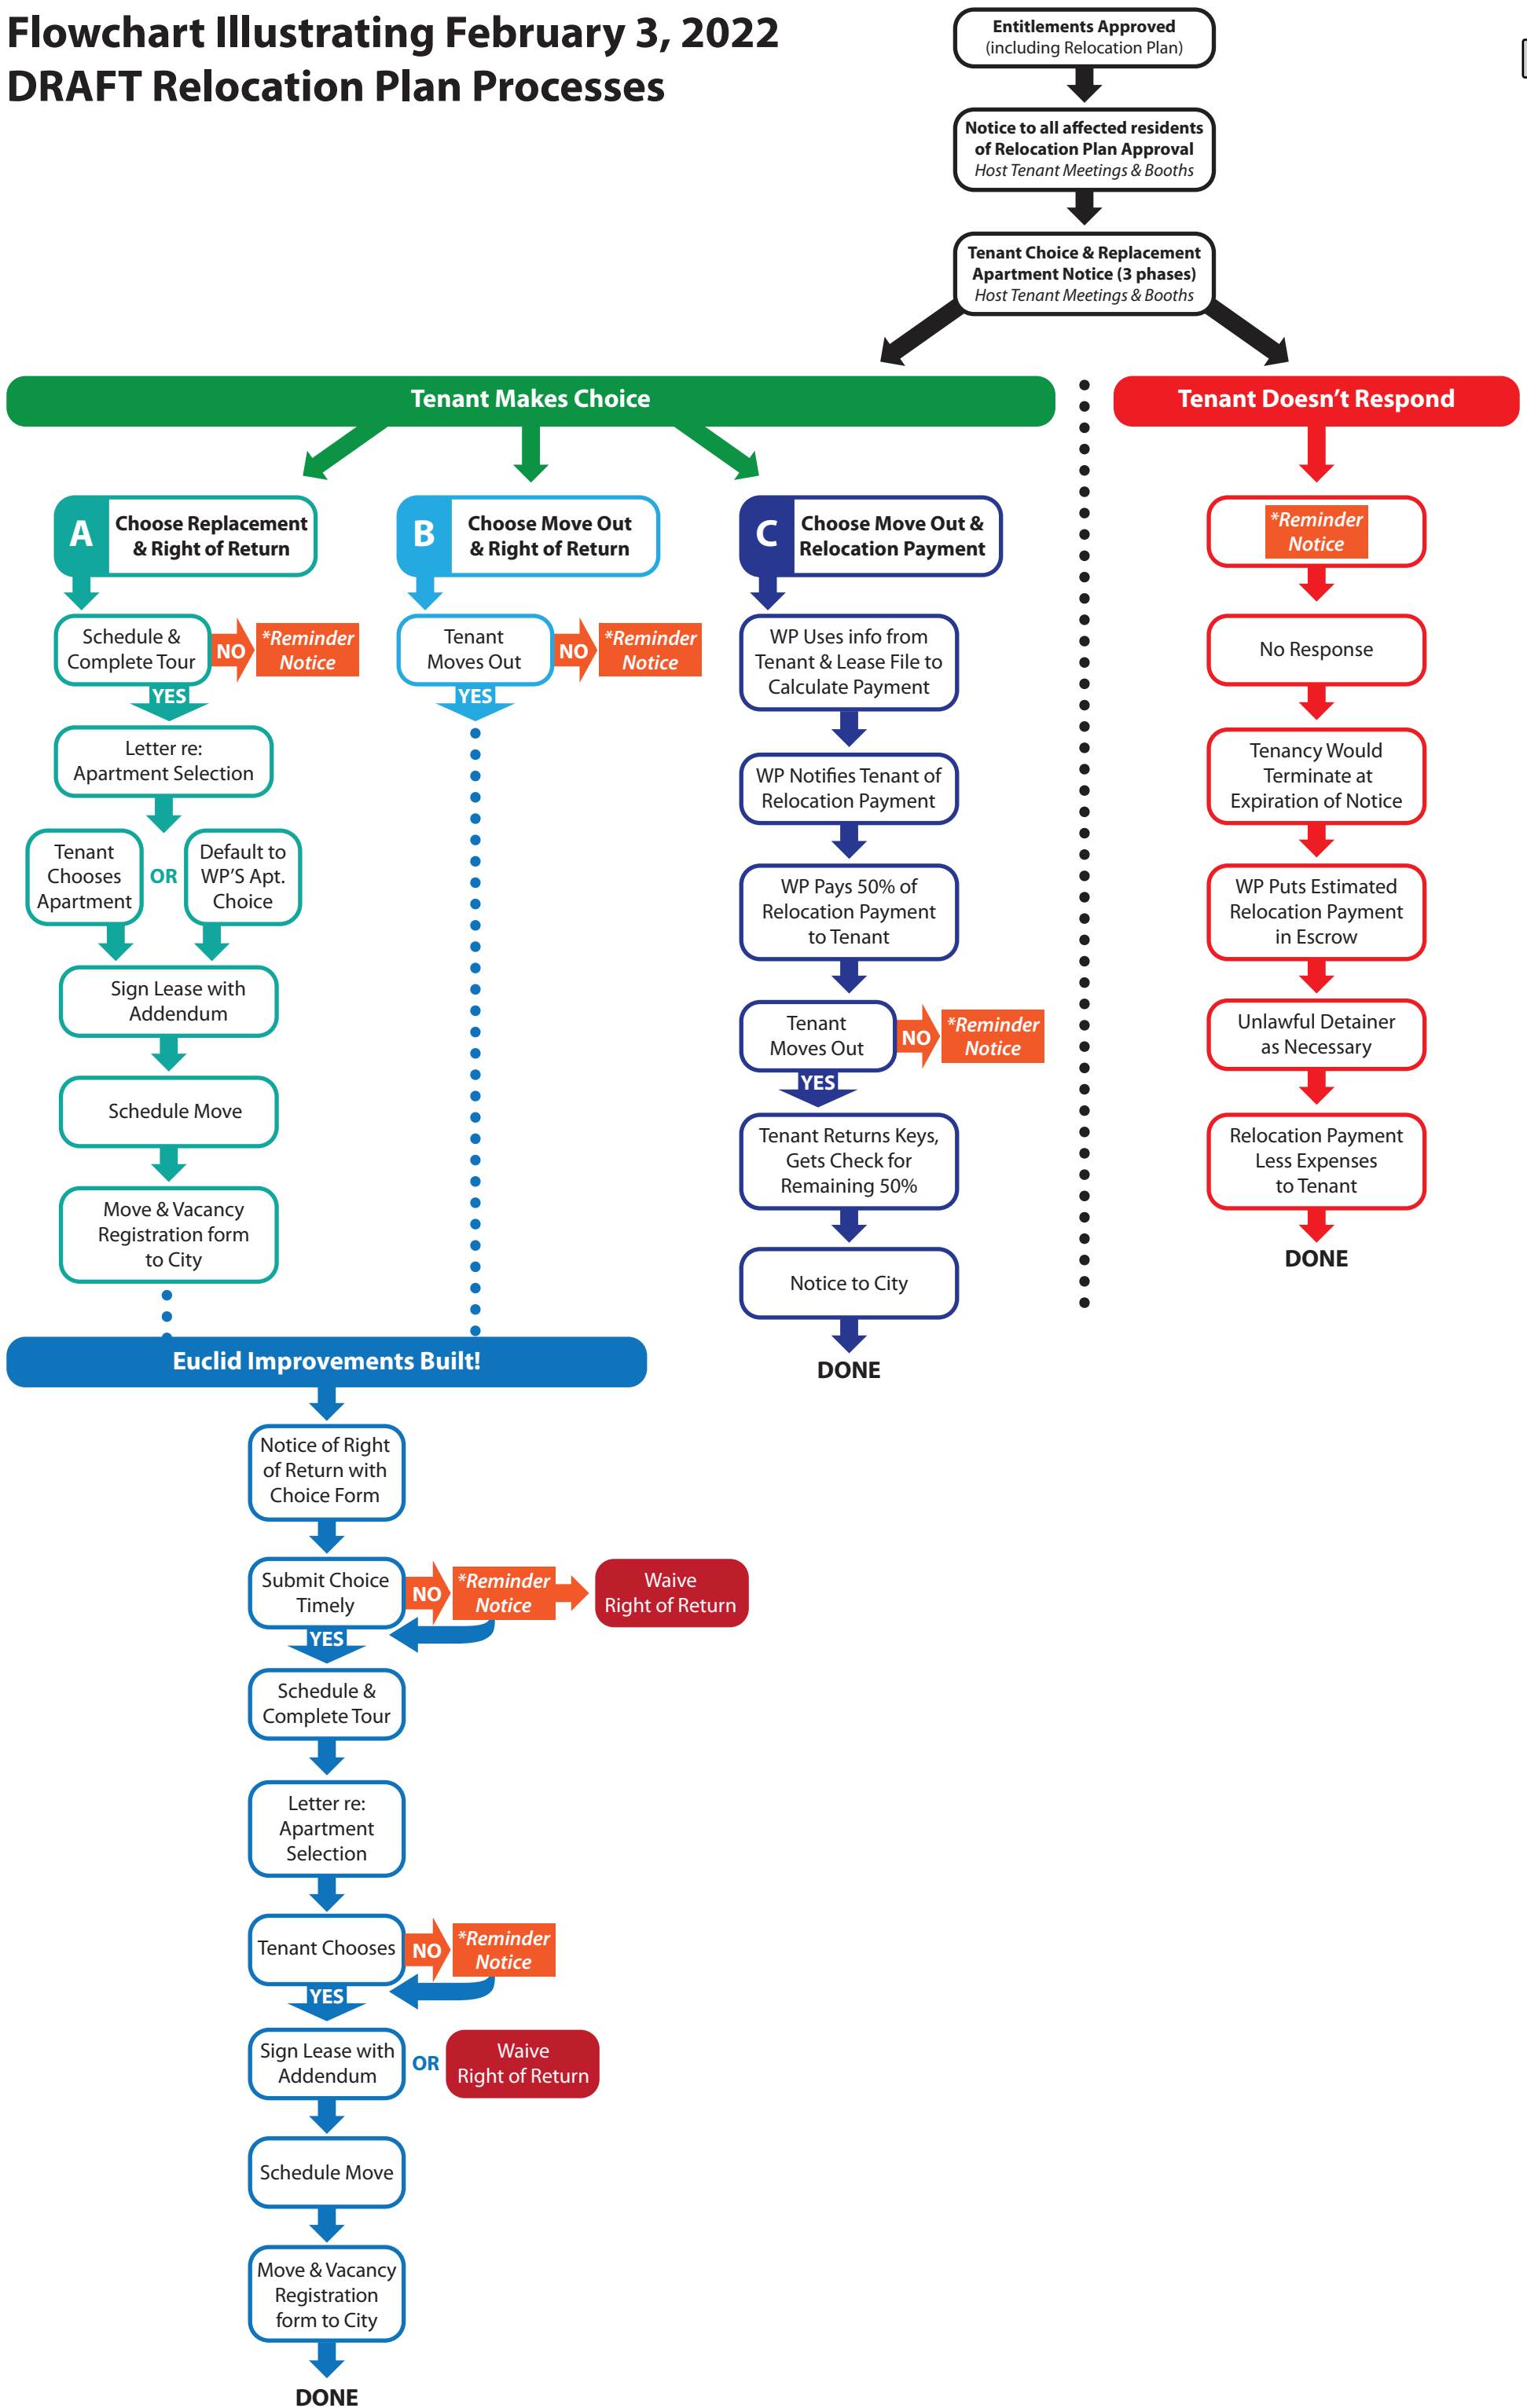 Flowchart Illustrating February 3, 2022
DRAFT Relocation Plan Processes
Entitlements Approved
(including Relocation Plan)
Notice to all affected residents
of Relocation Plan Approval
Host Tenant Meetings & Booths
Tenant Choice & Replacement
Apartment Notice (3 phases)
Host Tenant Meetings & Booths
Tenant Makes Choice
Tenant Doesn’t Respond
A
Choose Replacement
& Right of Return
Schedule &
Complete Tour
NO
*Reminder
Notice
YES
Letter re:
Apartment Selection
Tenant
Chooses
Apartment
OR
Default to
WP’S Apt.
Choice
Sign Lease with
Addendum
Schedule Move
Move & Vacancy
Registration form
to City
B
Choose Move Out
& Right of Return
Tenant
Moves Out
NO
*Reminder
Notice
YES
C
Choose Move Out &
Relocation Payment
WP Uses info from
Tenant & Lease File to
Calculate Payment
WP Notifies Tenant of
Relocation Payment
WP Pays 50% of
Relocation Payment
to Tenant
Tenant
Moves Out
NO
*Reminder
Notice
YES
Tenant Returns Keys,
Gets Check for
Remaining 50%
Notice to City
DONE
*Reminder
Notice
No Response
Tenancy Would
Terminate at
Expiration of Notice
WP Puts Estimated
Relocation Payment
in Escrow
Unlawful Detainer
as Necessary
Relocation Payment
Less Expenses
to Tenant
DONE
Euclid Improvements Built!
Notice of Right
of Return with
Choice Form
Submit Choice
Timely
NO
*Reminder
Notice
Waive
Right of Return
YES
Schedule &
Complete Tour
Letter re:
Apartment
Selection
Tenant Chooses
NO
*Reminder
Notice
YES
Sign Lease with
Addendum
OR
Waive
Right of Return
Schedule Move
Move & Vacancy
Registration
form to City
DONE